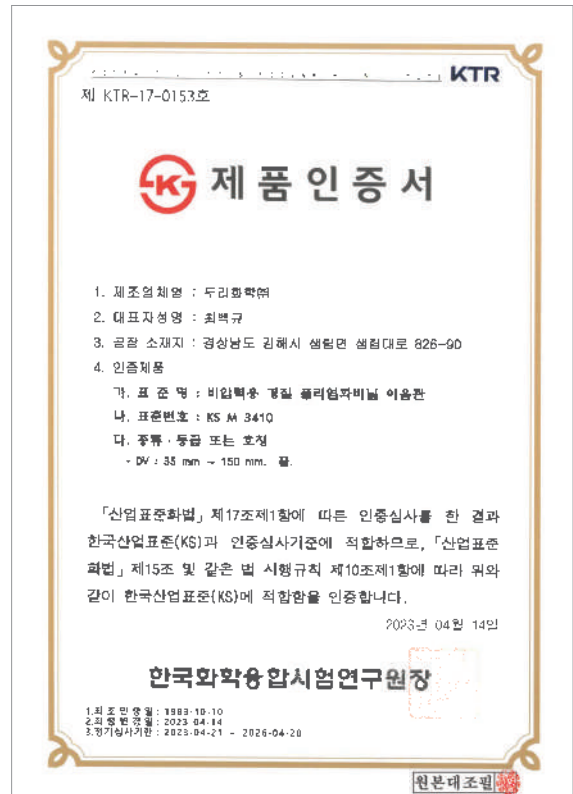 KTR
제 KTR-17-0153호
제품인증서
1. 제조업체명 : 두리화학㈜
2. 대표자성명 : 최백규
3. 공장 소재지 : 경상남도 김해시 생림면 생림대로 826-90
4. 인증제품
가. 표 준 명 : 비압력용 경질 폴리염화비닐 이음관
나. 표준번호 : KS M 3410
다. 종류·등급 또는 호칭
- DV : 35 mm ~ 150 mm. 끝.
「산업표준화법」 제17조제1항에 따른 인증심사를 한 결과
한국산업표준(KS)과 인증심사기준에 적합하므로, 「산업표준
화법」 제15조 및 같은 법 시행규칙 제10조제1항에 따라 위와
같이 한국산업표준(KS)에 적합함을 인증합니다.
2023년 04월 14일
한국화학융합시험연구원장
1.최초인증일 : 1983-10-10
2.최종변경일 : 2023-04-14
3.정기심사기한 : 2023-04-21 ~ 2026-04-20
원본대조필